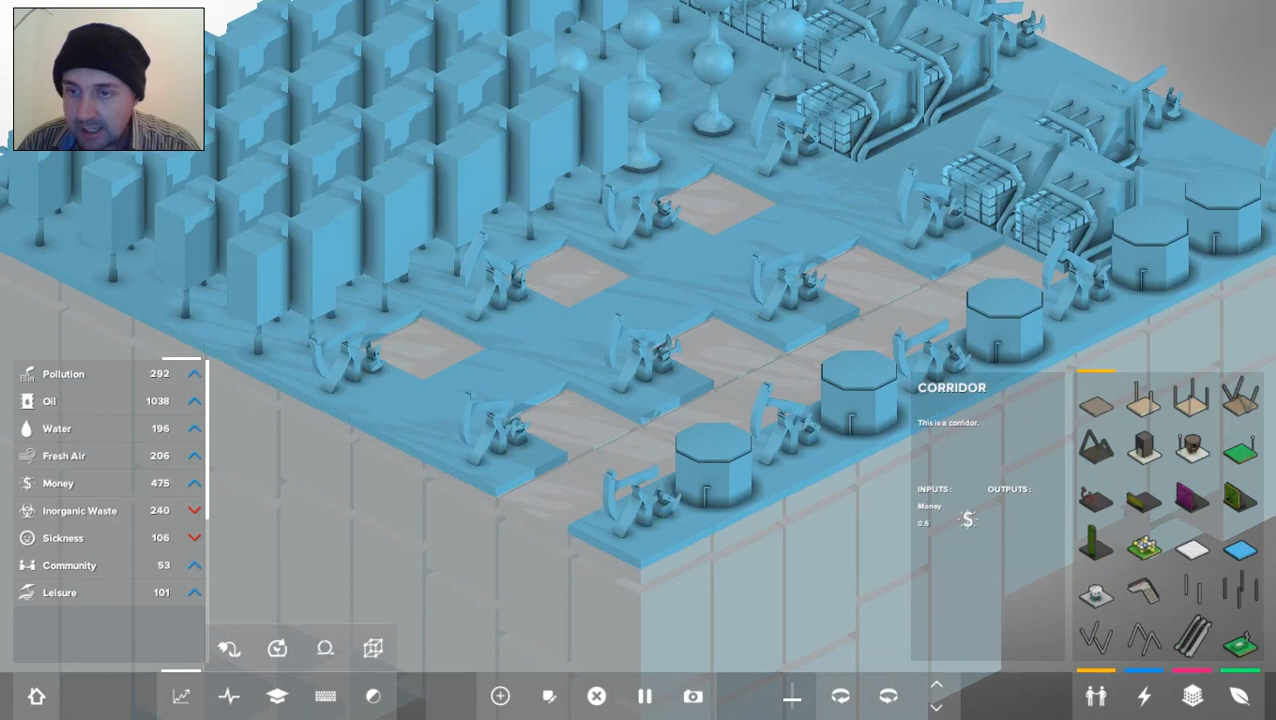 Pollution 292
Oil 1038
Water 196
Fresh Air 206
Money 475
Inorganic Waste 240
Sickness 106
Community 53
Leisure 101
CORRIDOR
This is a corridor.
INPUTS: OUTPUTS:
Money
0.5